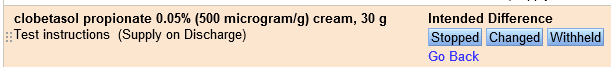 clobetasol propionate 0.05% (500 microgram/g) cream, 30 g
Test instructions  (Supply on Discharge)
Intended Difference
Stopped Changed Withheld
Go Back